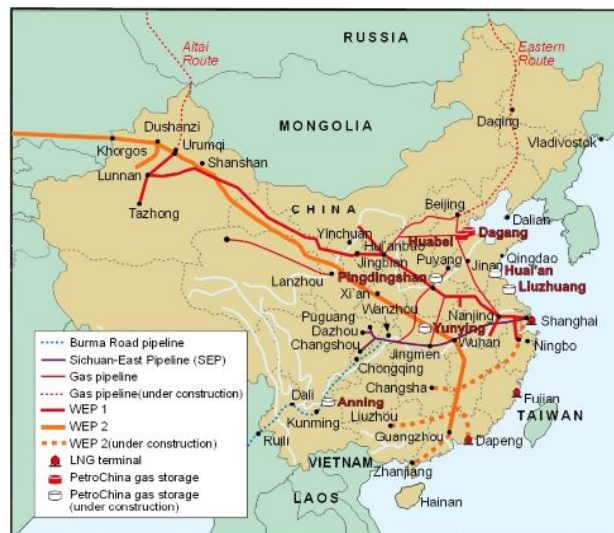 Altai
Route
RUSSIA
Eastern
Route
Daqing
Dushanzi
MONGOLIA
Urumqi
Khorgos
Shanshan
Vladivostok
Lunnan
Beijing
Tazhong
CHINA
Dalian
Yinchuan
Huabei
Dagang
Hui'anbao
Jingbian
Puyang
Qingdao
Jinan
Huai'an
Lanzhou
Pingdingshan
Liuzhuang
Xi'an
Wanzhou
Puguang
Yunying
Nanjing
Shanghai
Dazhou
Wuhan
Changshou
Jingmen
Ningbo
Chongqing
Changsha
Dali
Anning
Fujian
Liuzhou
TAIWAN
Kunming
Ruili
Guangzhou
Dapeng
VIETNAM
Zhanjiang
LAOS
Hainan
Burma Road pipeline
Sichuan-East Pipeline (SEP)
Gas pipeline
Gas pipeline(under construction)
WEP 1
WEP 2
WEP 2(under construction)
LNG terminal
PetroChina gas storage
PetroChina gas storage
(under construction)